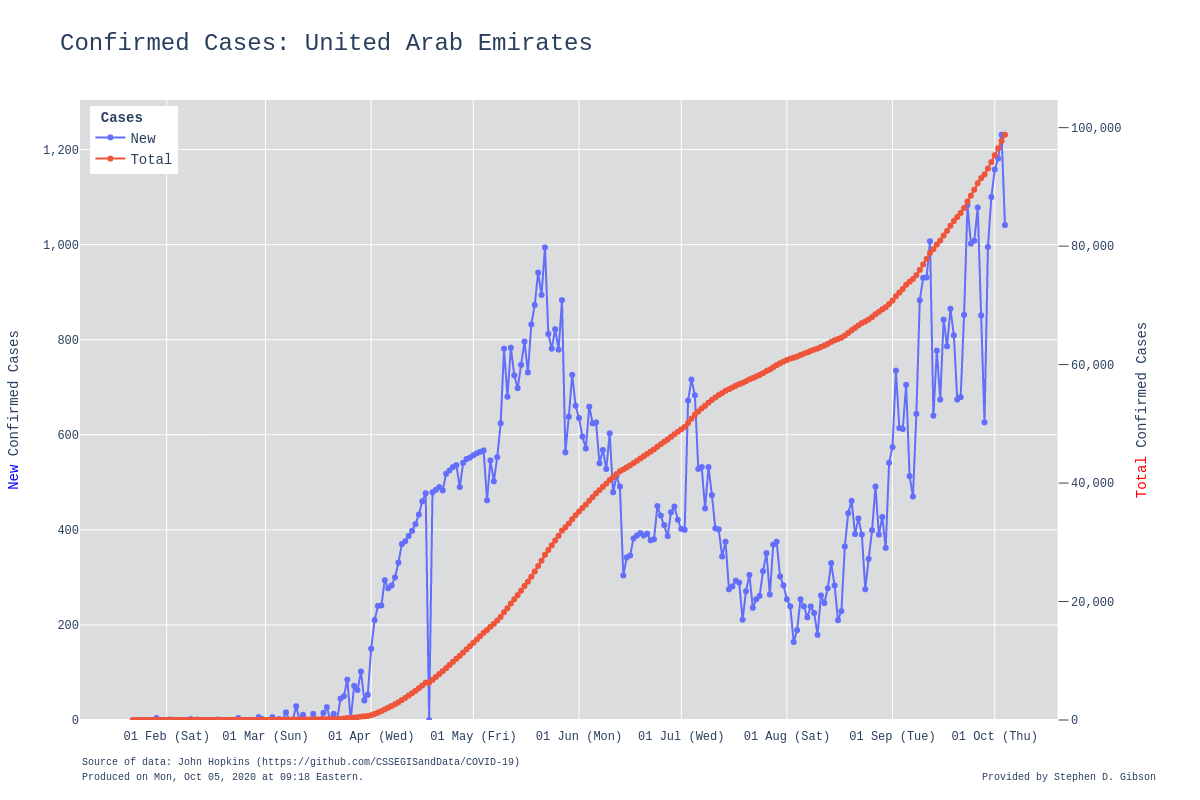 Confirmed Cases: United Arab Emirates
Cases
New
Total
1,200
1,000
800
600
400
200
0
100,000
80,000
60,000
40,000
20,000
0
New Confirmed Cases
Total Confirmed Cases
01 Feb (Sat) 01 Mar (Sun) 01 Apr (Wed) 01 May (Fri) 01 Jun (Mon) 01 Jul (Wed) 01 Aug (Sat) 01 Sep (Tue) 01 Oct (Thu)
Source of data: John Hopkins (https://github.com/CSSEGISandData/COVID-19)
Produced on Mon, Oct 05, 2020 at 09:18 Eastern.
Provided by Stephen D. Gibson